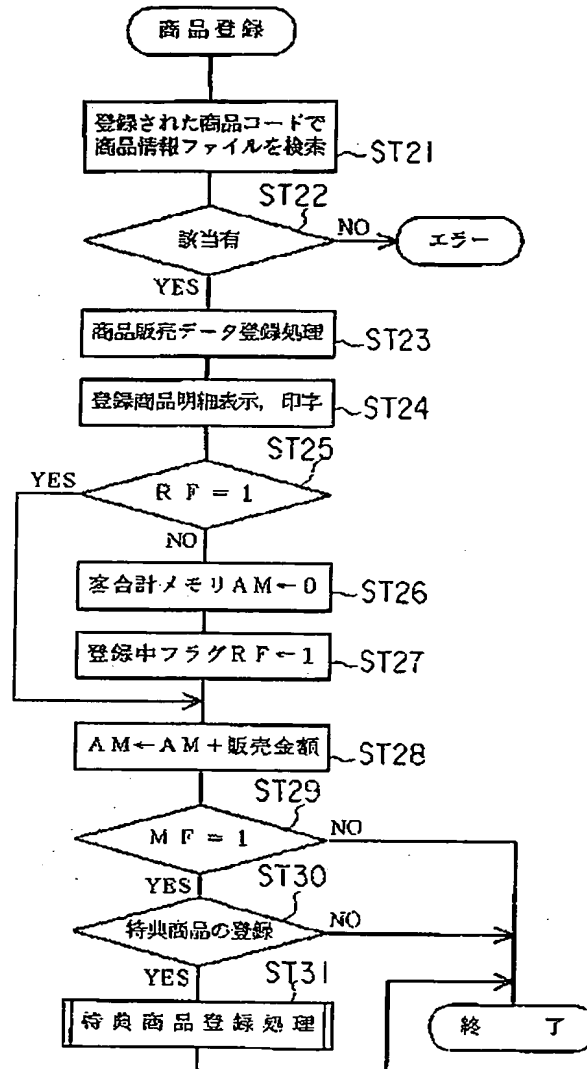 商品登録
登録された商品コードで
商品情報ファイルを検索
ST21
ST22
該当有
NO
エラー
YES
商品販売データ登録処理
ST23
登録商品明細表示，印字
ST24
ST25
YES
RF=1
NO
客合計メモリAM←0
ST26
登録中フラグRF←1
ST27
AM←AM+販売金額
ST28
ST29
MF=1
NO
YES
ST30
特典商品の登録
NO
YES
ST31
特典商品登録処理
終了